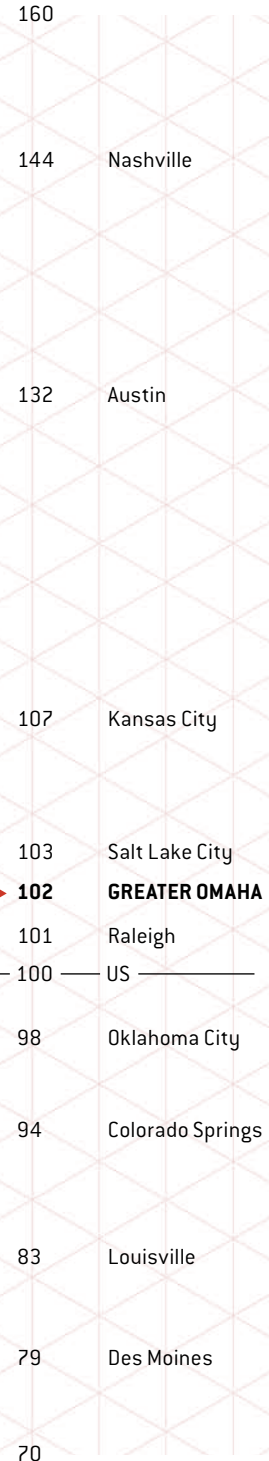 160
144 Nashville
132 Austin
107 Kansas City
103 Salt Lake City
102 GREATER OMAHA
101 Raleigh
100 US
98 Oklahoma City
94 Colorado Springs
83 Louisville
79 Des Moines
70